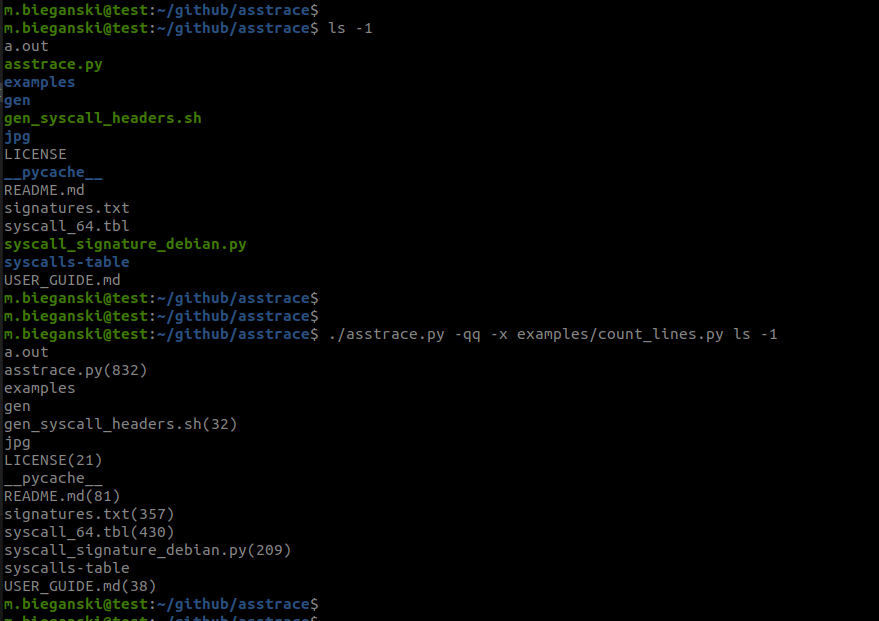 m.bieganski@test:~/github/asstrace$
m.bieganski@test:~/github/asstrace$ ls -1
a.out
asstrace.py
examples
gen
gen_syscall_headers.sh
jpg
LICENSE
__pycache__
README.md
signatures.txt
syscall_64.tbl
syscall_signature_debian.py
syscalls-table
USER_GUIDE.md
m.bieganski@test:~/github/asstrace$
m.bieganski@test:~/github/asstrace$
m.bieganski@test:~/github/asstrace$ ./asstrace.py -qq -x examples/count_lines.py ls -1
a.out
asstrace.py(832)
examples
gen
gen_syscall_headers.sh(32)
jpg
LICENSE(21)
__pycache__
README.md(81)
signatures.txt(357)
syscall_64.tbl(430)
syscall_signature_debian.py(209)
syscalls-table
USER_GUIDE.md(38)
m.bieganski@test:~/github/asstrace$
m.bieganski@test:~/github/asstrace$